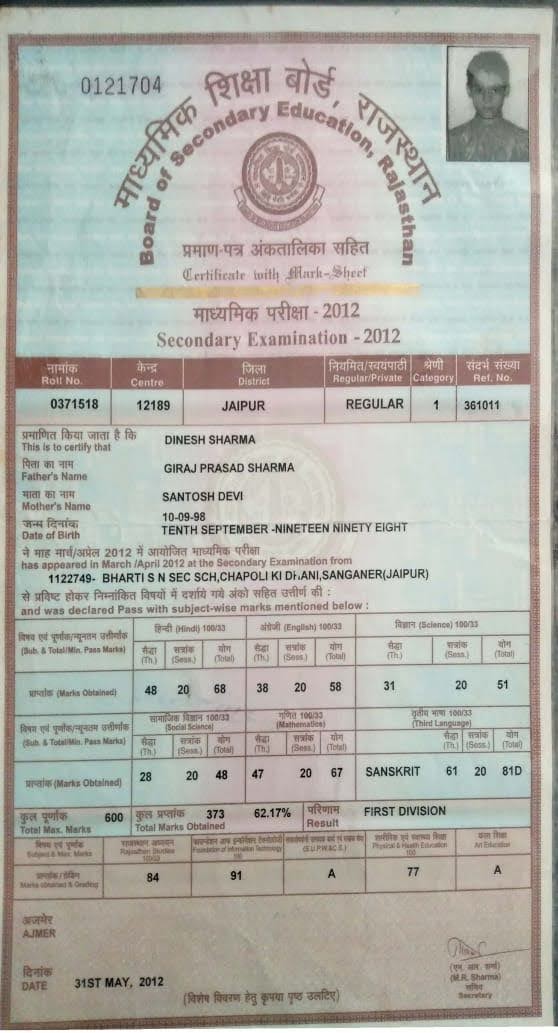 0121704
माध्यमिक शिक्षा बोर्ड, राजस्थान
Board of Secondary Education, Rajasthan
प्रमाण-पत्र अंकतालिका सहित
Certificate with Mark-Sheet
माध्यमिक परीक्षा - 2012
Secondary Examination - 2012
नामांक केन्द्र जिला नियमित/स्वयपाठी श्रेणी संदर्भ संख्या
Roll No. Centre District Regular/Private Category Ref. No.
0371518 12189 JAIPUR REGULAR 1 361011
प्रमाणित किया जाता है कि
This is to certify that DINESH SHARMA
पिता का नाम
Father's Name GIRAJ PRASAD SHARMA
माता का नाम
Mother's Name SANTOSH DEVI
जन्म दिनांक 10-09-98
Date of Birth TENTH SEPTEMBER -NINETEEN NINETY EIGHT
ने माह मार्च/अप्रेल 2012 में आयोजित माध्यमिक परीक्षा
has appeared in March /April 2012 at the Secondary Examination from
1122749- BHARTI S N SEC SCH,CHAPOLI KI DHANI,SANGANER(JAIPUR)
से प्रविष्ट होकर निम्नांकित विषयों में दर्शाये गये अंको सहित उत्तीर्ण की :
and was declared Pass with subject-wise marks mentioned below :
विषय एवं पूर्णांक/न्यूनतम उत्तीर्णांक हिन्दी (Hindi) 100/33 अंग्रेजी (English) 100/33 विज्ञान (Science) 100/33
(Sub. & Total/Min. Pass Marks) सैद्धा सत्रांक योग सैद्धा सत्रांक योग सैद्धा सत्रांक योग
(Th.) (Sess.) (Total) (Th.) (Sess.) (Total) (Th.) (Sess.) (Total)
प्राप्तांक (Marks Obtained) 48 20 68 38 20 58 31 20 51
विषय एवं पूर्णांक/न्यूनतम उत्तीर्णांक सामाजिक विज्ञान 100/33 गणित 100/33 तृतीय भाषा 100/33
(Sub. & Total/Min. Pass Marks) (Social Science) (Mathematics) (Third Language)
सैद्धा सत्रांक योग सैद्धा सत्रांक योग सैद्धा सत्रांक योग
(Th.) (Sess.) (Total) (Th.) (Sess.) (Total) (Th.) (Sess.) (Total)
प्राप्तांक (Marks Obtained) 28 20 48 47 20 67 SANSKRIT 61 20 81D
कुल पूर्णांक 600 कुल प्राप्तांक 373 62.17% परिणाम FIRST DIVISION
Total Max. Marks Total Marks Obtained Result
विषय एवं पूर्णांक राजस्थान अध्ययन शारीरिक एवं स्वास्थ्य शिक्षा कला शिक्षा
Subject & Max. Marks Rajasthan Studies Foundation of Information Technology (S.U.P.W.&C.S.) Physical & Health Education Art Education
100/33 100 100
प्राप्तांक/ग्रेडिंग 84 91 A 77 A
Marks obtained & Grading
अजमेर
AJMER
दिनांक
DATE 31ST MAY, 2012
(एम. आर. शर्मा)
(M.R. Sharma)
सचिव
Secretary
(विशेष विवरण हेतु कृपया पृष्ठ उलटिए)